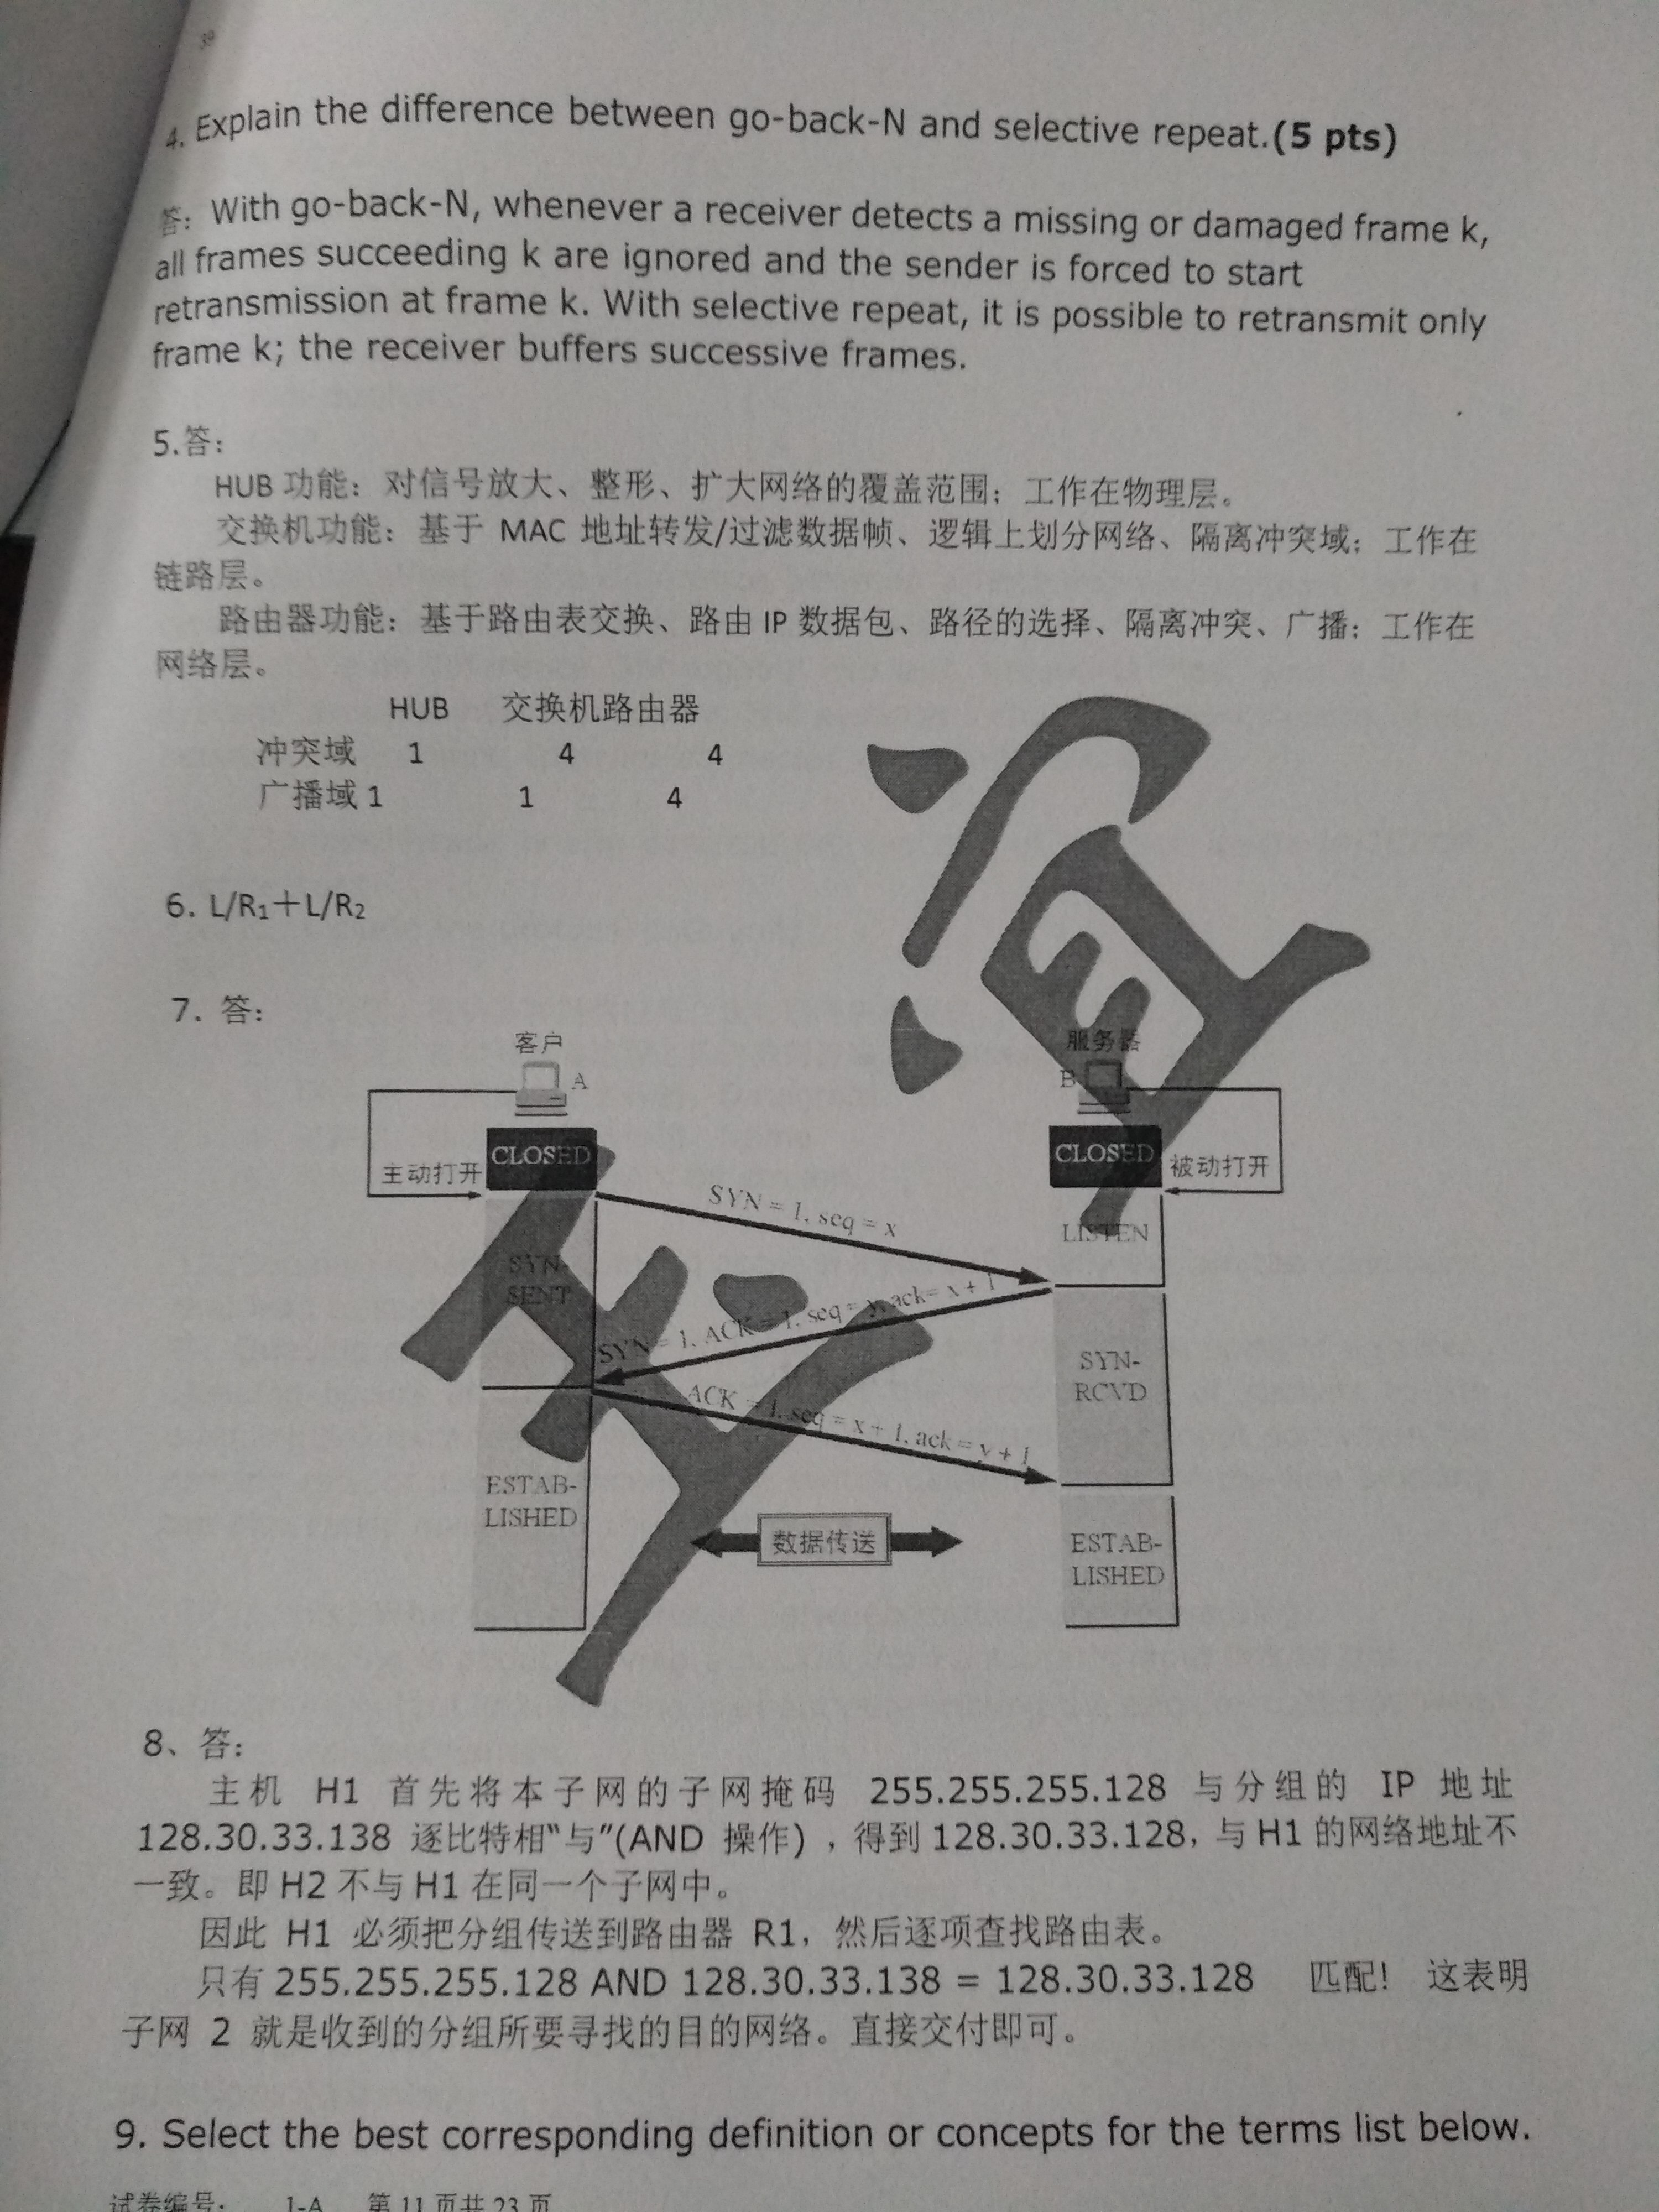 39
4. Explain the difference between go-back-N and selective repeat.(5 pts)
答: With go-back-N, whenever a receiver detects a missing or damaged frame k,
all frames succeeding k are ignored and the sender is forced to start
retransmission at frame k. With selective repeat, it is possible to retransmit only
frame k; the receiver buffers successive frames.
5.答:
HUB 功能：对信号放大、整形、扩大网络的覆盖范围；工作在物理层。
交换机功能：基于 MAC 地址转发/过滤数据帧、逻辑上划分网络、隔离冲突域；工作在
链路层。
路由器功能：基于路由表交换、路由 IP 数据包、路径的选择、隔离冲突、广播；工作在
网络层。
HUB 交换机路由器
冲突域 1 4 4
广播域 1 1 4
6. L/R₁＋L/R₂
7. 答:
客户 服务器
A B
CLOSED CLOSED
主动打开 被动打开
SYN = 1, seq = x
LISTEN
SYN-
SENT
SYN = 1, ACK = 1, seq = y, ack= x + 1
SYN-
RCVD
ACK = 1, seq = x + 1, ack = y + 1
ESTAB-
LISHED
数据传送
ESTAB-
LISHED
8、答:
主机 H1 首先将本子网的子网掩码 255.255.255.128 与分组的 IP 地址
128.30.33.138 逐比特相“与”(AND 操作)，得到 128.30.33.128，与 H1 的网络地址不
一致。即 H2 不与 H1 在同一个子网中。
因此 H1 必须把分组传送到路由器 R1，然后逐项查找路由表。
只有 255.255.255.128 AND 128.30.33.138 = 128.30.33.128 匹配！ 这表明
子网 2 就是收到的分组所要寻找的目的网络。直接交付即可。
9. Select the best corresponding definition or concepts for the terms list below.
试卷编号: 1-A 第 11 页共 23 页